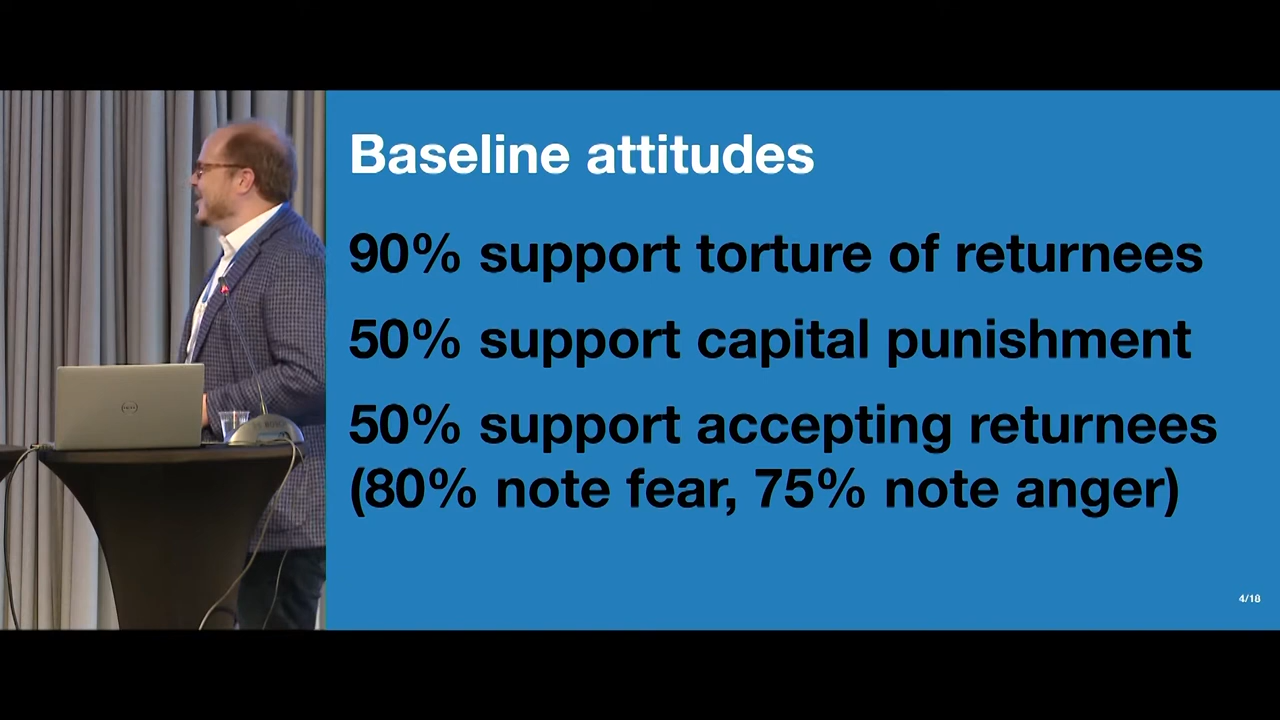 Baseline attitudes
90% support torture of returnees
50% support capital punishment
50% support accepting returnees
(80% note fear, 75% note anger)
4/18